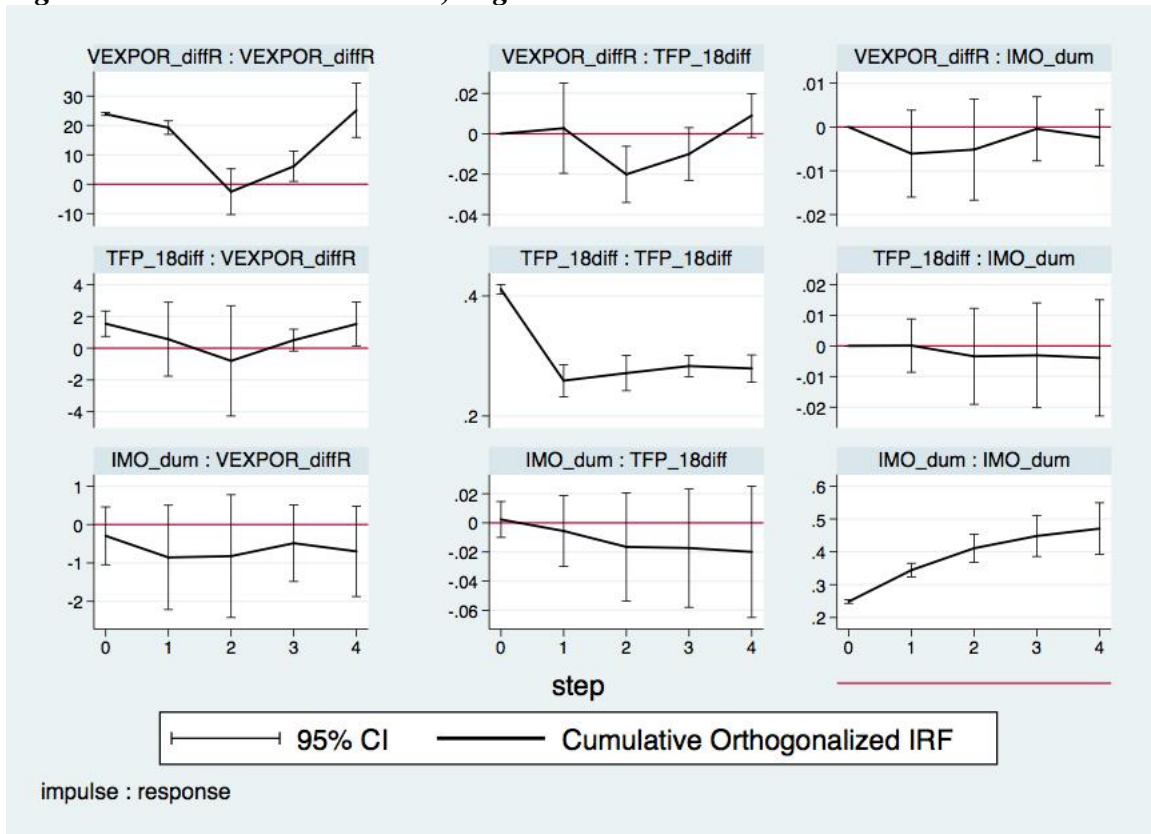 VEXPOR_diffR : VEXPOR_diffR
VEXPOR_diffR : TFP_18diff
VEXPOR_diffR : IMO_dum
30
20
10
0
-10
.02
0
-.02
-.04
.01
0
-.01
-.02
TFP_18diff : VEXPOR_diffR
TFP_18diff : TFP_18diff
TFP_18diff : IMO_dum
4
2
0
-2
-4
.4
.2
.02
.01
0
-.01
-.02
IMO_dum : VEXPOR_diffR
IMO_dum : TFP_18diff
IMO_dum : IMO_dum
1
0
-1
-2
.02
0
-.02
-.04
-.06
.6
.5
.4
.3
.2
0 1 2 3 4
0 1 2 3 4
0 1 2 3 4
step
95% CI
Cumulative Orthogonalized IRF
impulse : response